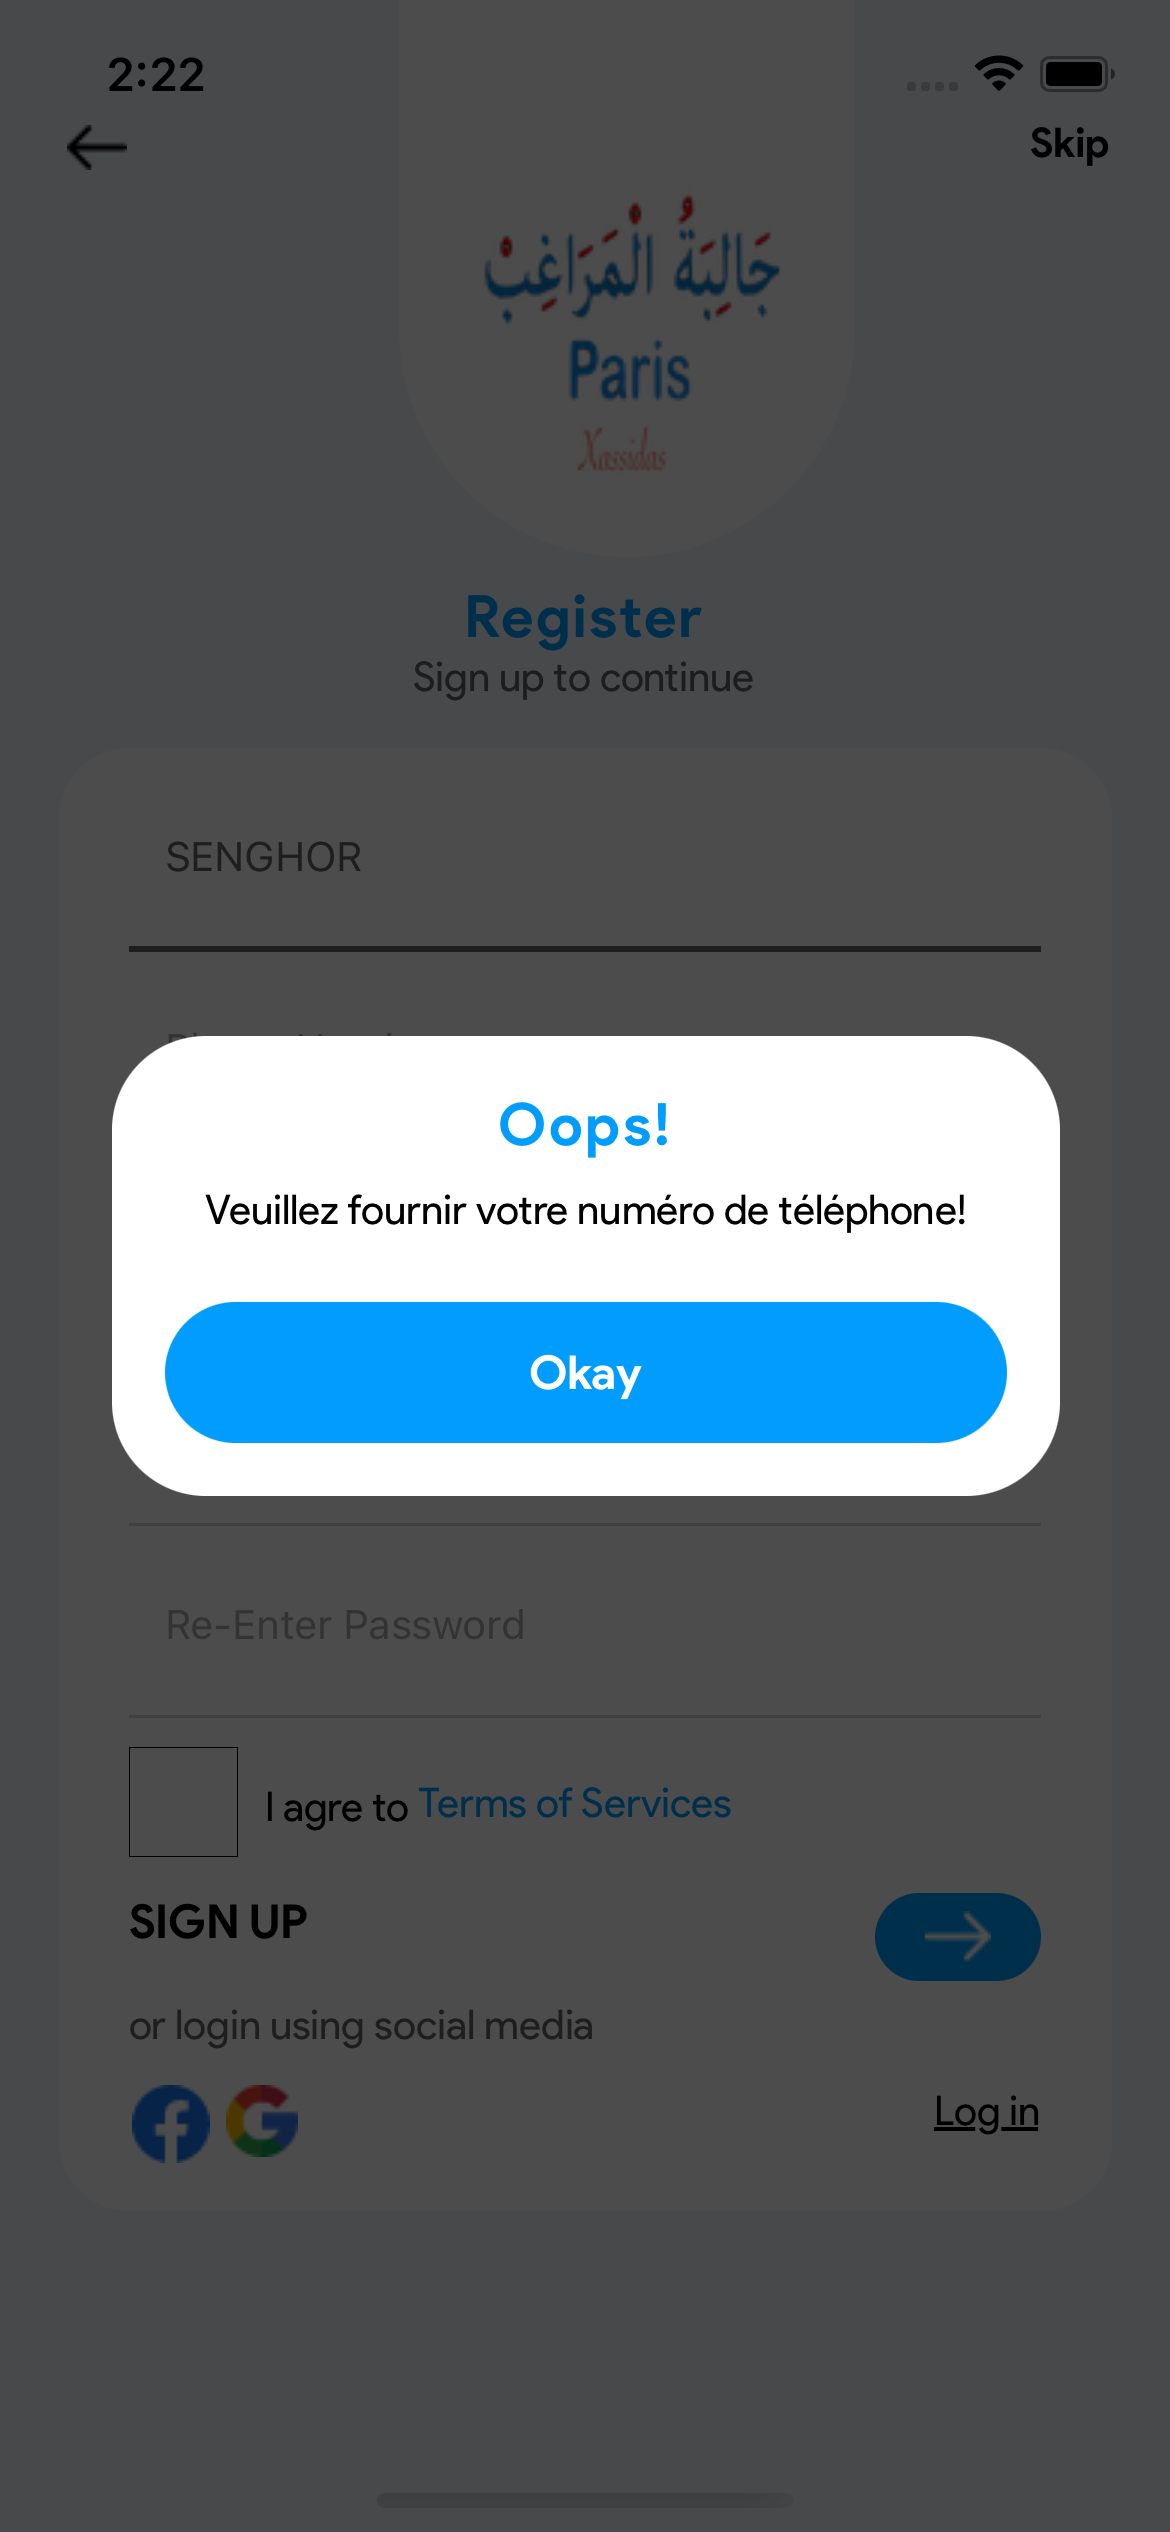 2:22
Skip
جَالِيَةُ الْمَرَاغِبْ
Paris
Xassidas
Register
Sign up to continue
SENGHOR
Oops!
Veuillez fournir votre numéro de téléphone!
Okay
Re-Enter Password
I agre to Terms of Services
SIGN UP
or login using social media
Log in